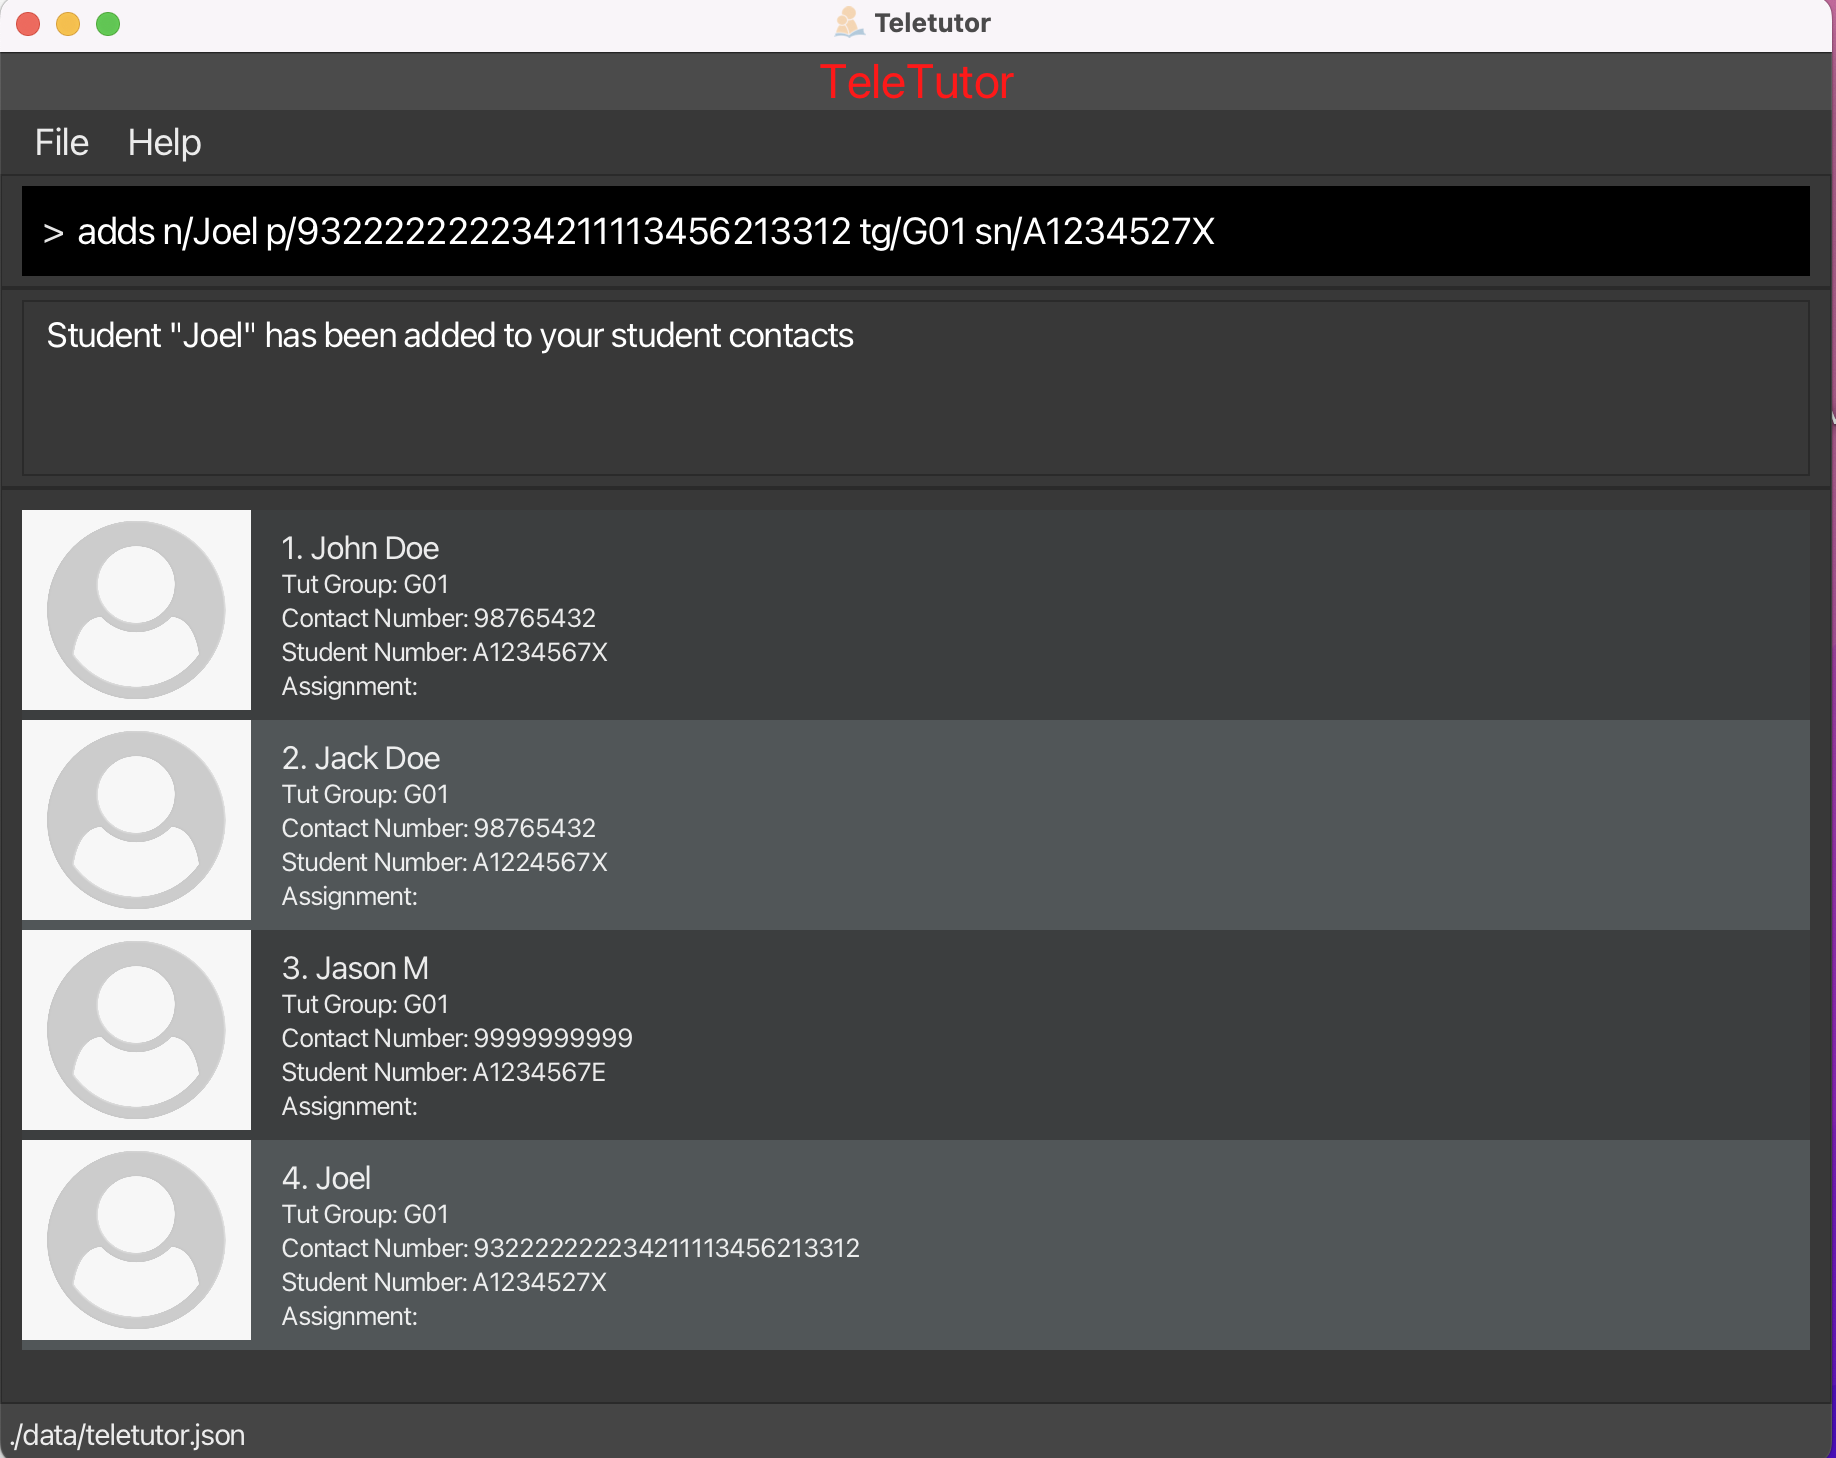 Teletutor
TeleTutor
File Help
> adds n/Joel p/9322222222234211113456213312 tg/G01 sn/A1234527X
Student "Joel" has been added to your student contacts
1. John Doe
Tut Group: G01
Contact Number: 98765432
Student Number: A1234567X
Assignment:
2. Jack Doe
Tut Group: G01
Contact Number: 98765432
Student Number: A1224567X
Assignment:
3. Jason M
Tut Group: G01
Contact Number: 9999999999
Student Number: A1234567E
Assignment:
4. Joel
Tut Group: G01
Contact Number: 9322222222234211113456213312
Student Number: A1234527X
Assignment:
./data/teletutor.json